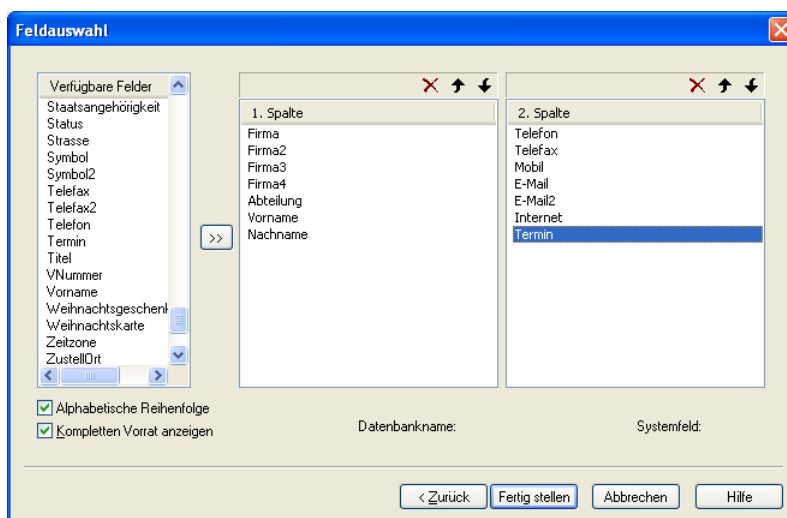 Feldauswahl
Verfügbare Felder
Staatsangehörigkeit
Status
Strasse
Symbol
Symbol2
Telefax
Telefax2
Telefon
Termin
Titel
VNummer
Vorname
Weihnachtsgeschenk
Weihnachtskarte
Zeitzone
ZustellOrt
>>
1. Spalte
Firma
Firma2
Firma3
Firma4
Abteilung
Vorname
Nachname
2. Spalte
Telefon
Telefax
Mobil
E-Mail
E-Mail2
Internet
Termin
Alphabetische Reihenfolge
Kompletten Vorrat anzeigen
Datenbankname:
Systemfeld:
< Zurück
Fertig stellen
Abbrechen
Hilfe